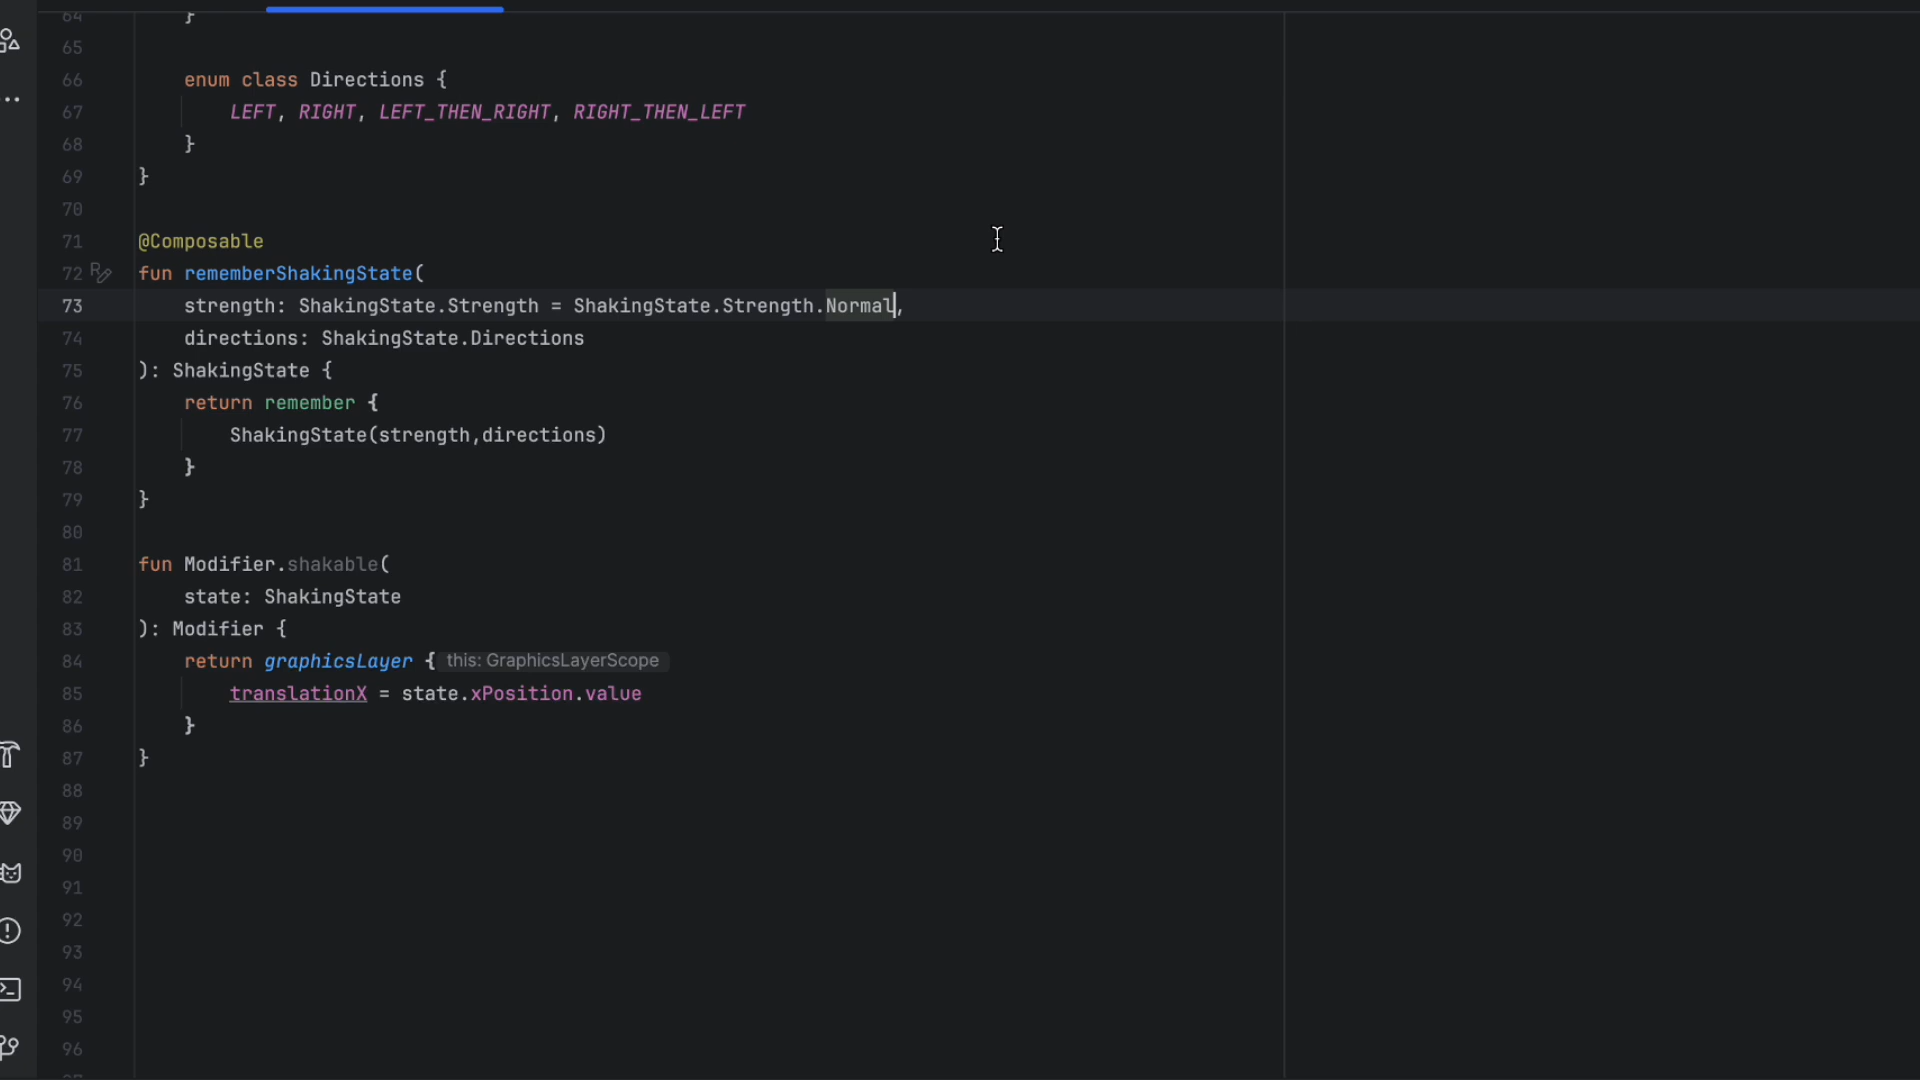 64 }
65
66 enum class Directions {
67 LEFT, RIGHT, LEFT_THEN_RIGHT, RIGHT_THEN_LEFT
68 }
69 }
70
71 @Composable
72 fun rememberShakingState(
73 strength: ShakingState.Strength = ShakingState.Strength.Normal,
74 directions: ShakingState.Directions
75 ): ShakingState {
76 return remember {
77 ShakingState(strength,directions)
78 }
79 }
80
81 fun Modifier.shakable(
82 state: ShakingState
83 ): Modifier {
84 return graphicsLayer { this: GraphicsLayerScope
85 translationX = state.xPosition.value
86 }
87 }
88
89
90
91
92
93
94
95
96